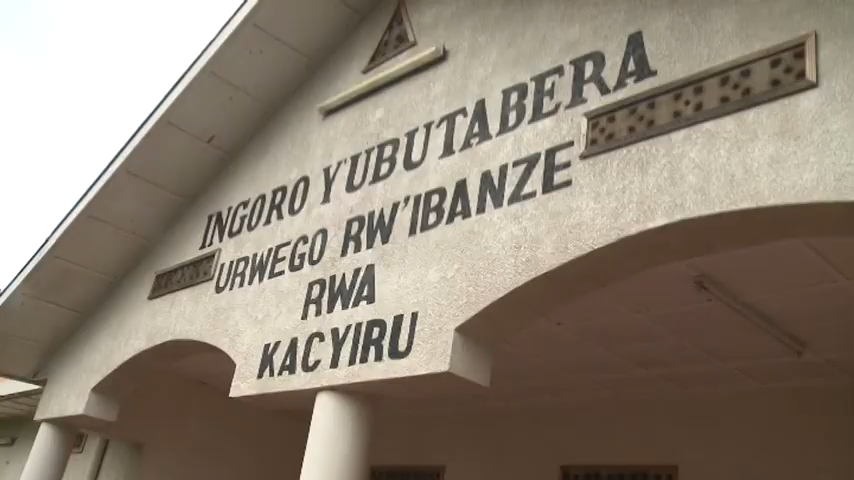 INGORO Y'UBUTABERA
URWEGO RW'IBANZE
RWA
KACYIRU